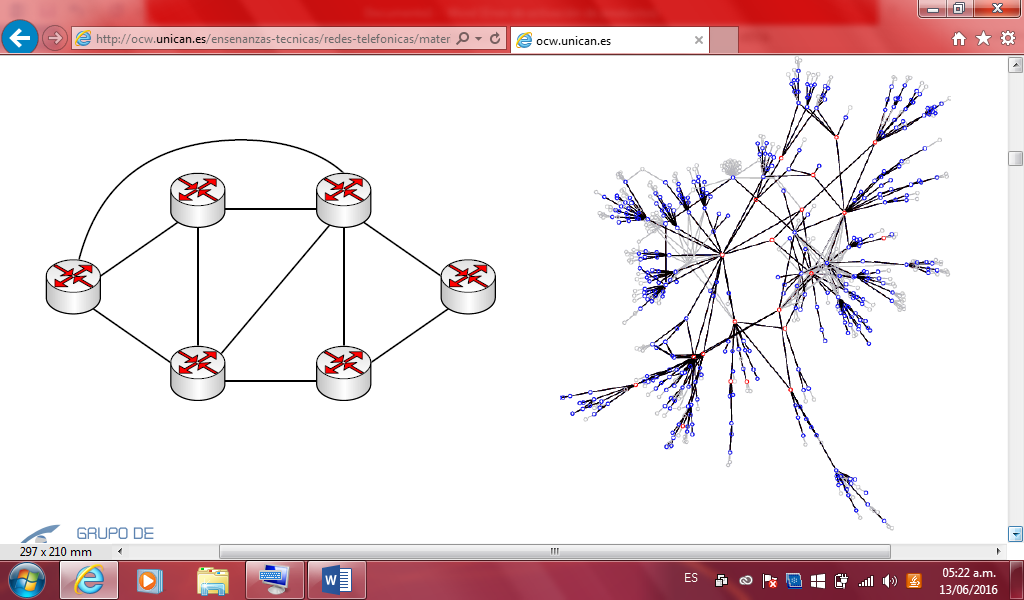 http://ocw.unican.es/ensenanzas-tecnicas/redes-telefonicas/mater
ocw.unican.es
GRUPO DE
297 x 210 mm
ES
05:22 a.m.
13/06/2016